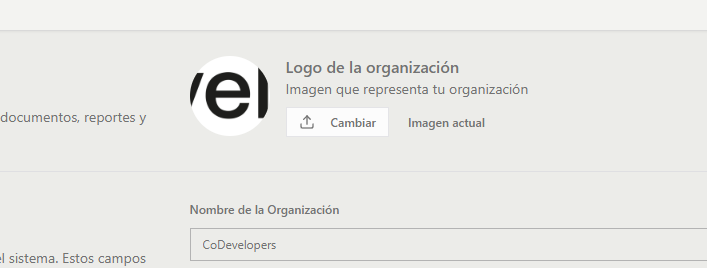 Logo de la organización
Imagen que representa tu organización
documentos, reportes y
Cambiar
Imagen actual
Nombre de la Organización
CoDevelopers
el sistema. Estos campos